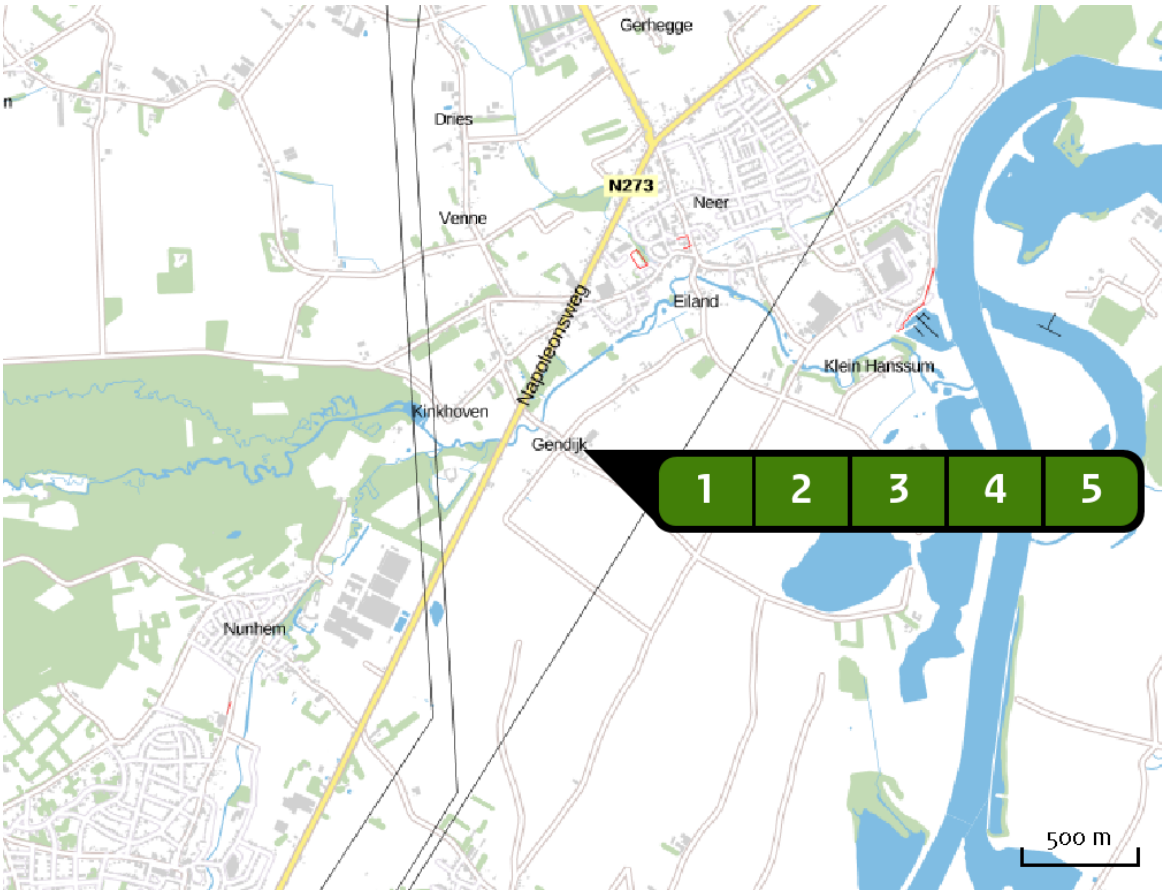 Gerhegge
n
Dries
N273
Neer
Venne
Eiland
Napoleonsweg
Klein Hanssum
Kinkhoven
Gendijk
1 2 3 4 5
Nunhem
500 m